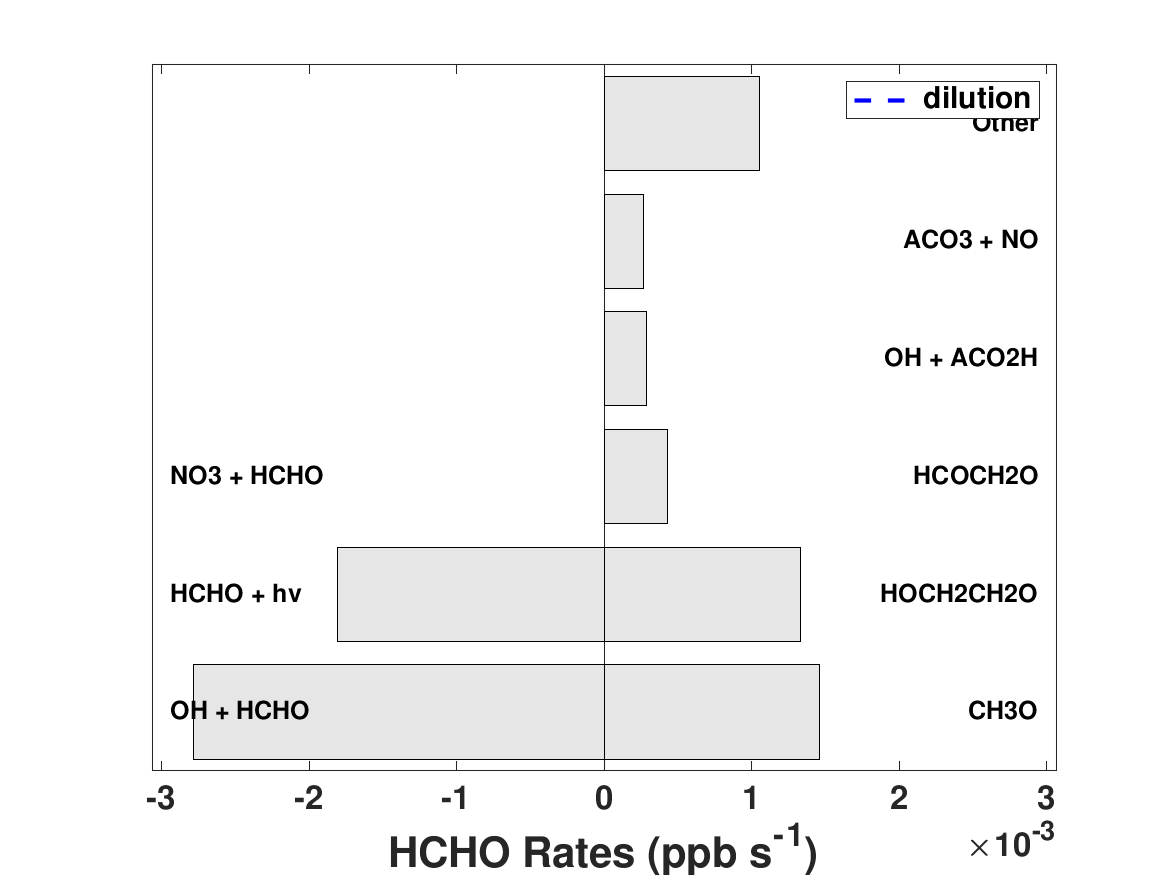 dilution
Other
ACO3 + NO
OH + ACO2H
NO3 + HCHO HCOCH2O
HCHO + hv HOCH2CH2O
OH + HCHO CH3O
-3 -2 -1 0 1 2 3
×10-3
HCHO Rates (ppb s-1)